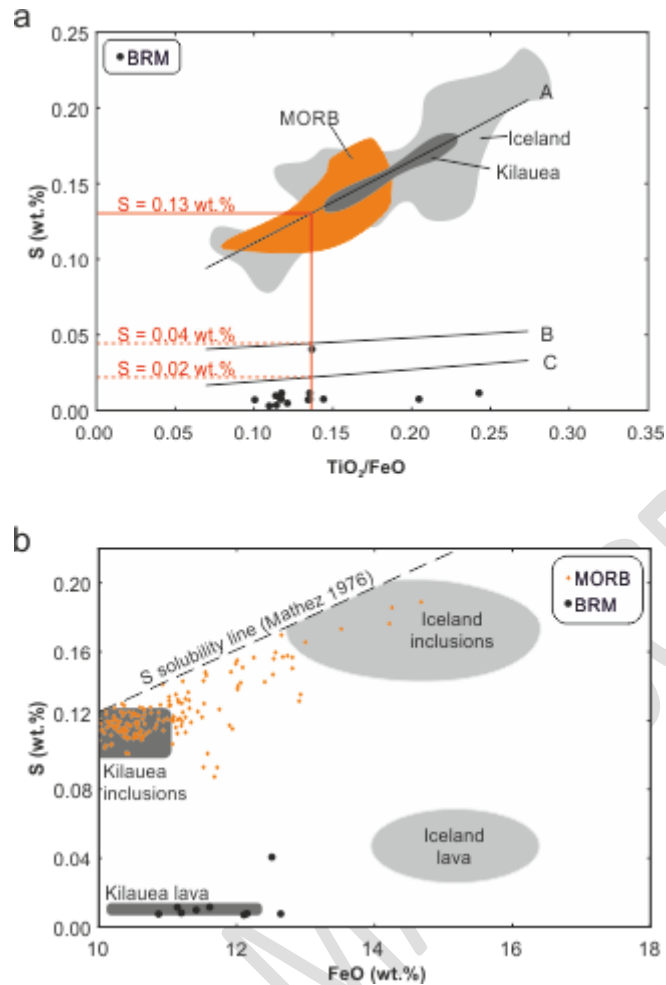 a
0.25
BRM
A
0.20
MORB
Iceland
Kilauea
0.15
S (wt.%)
S = 0.13 wt.%
0.10
0.05
S = 0.04 wt.%
B
S = 0.02 wt.%
C
0.00
0.00 0.05 0.10 0.15 0.20 0.25 0.30 0.35
TiO₂/FeO
b
0.20
MORB
BRM
S solubility line (Mathez 1976)
Iceland
inclusions
0.16
S (wt.%)
0.12
Kilauea
inclusions
0.08
Iceland
lava
0.04
Kilauea lava
0.00
10 12 14 16 18
FeO (wt.%)